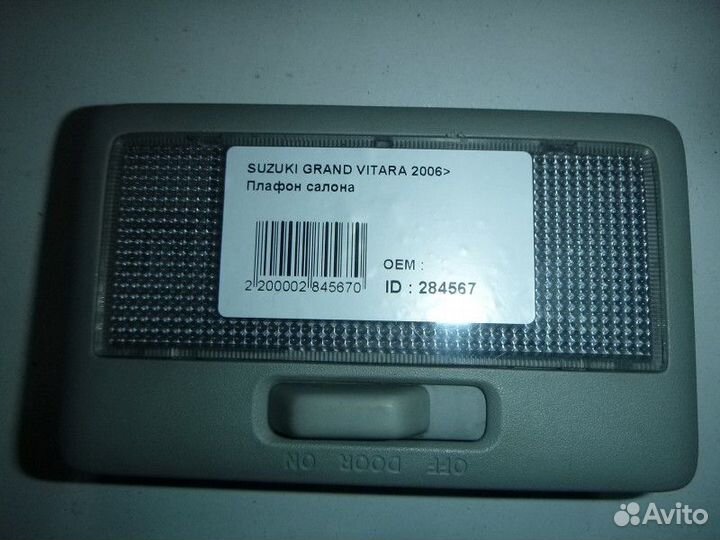 SUZUKI GRAND VITARA 2006>
Плафон салона
OEM :
2 200002 845670
ID : 284567
OFF DOOR ON
Avito